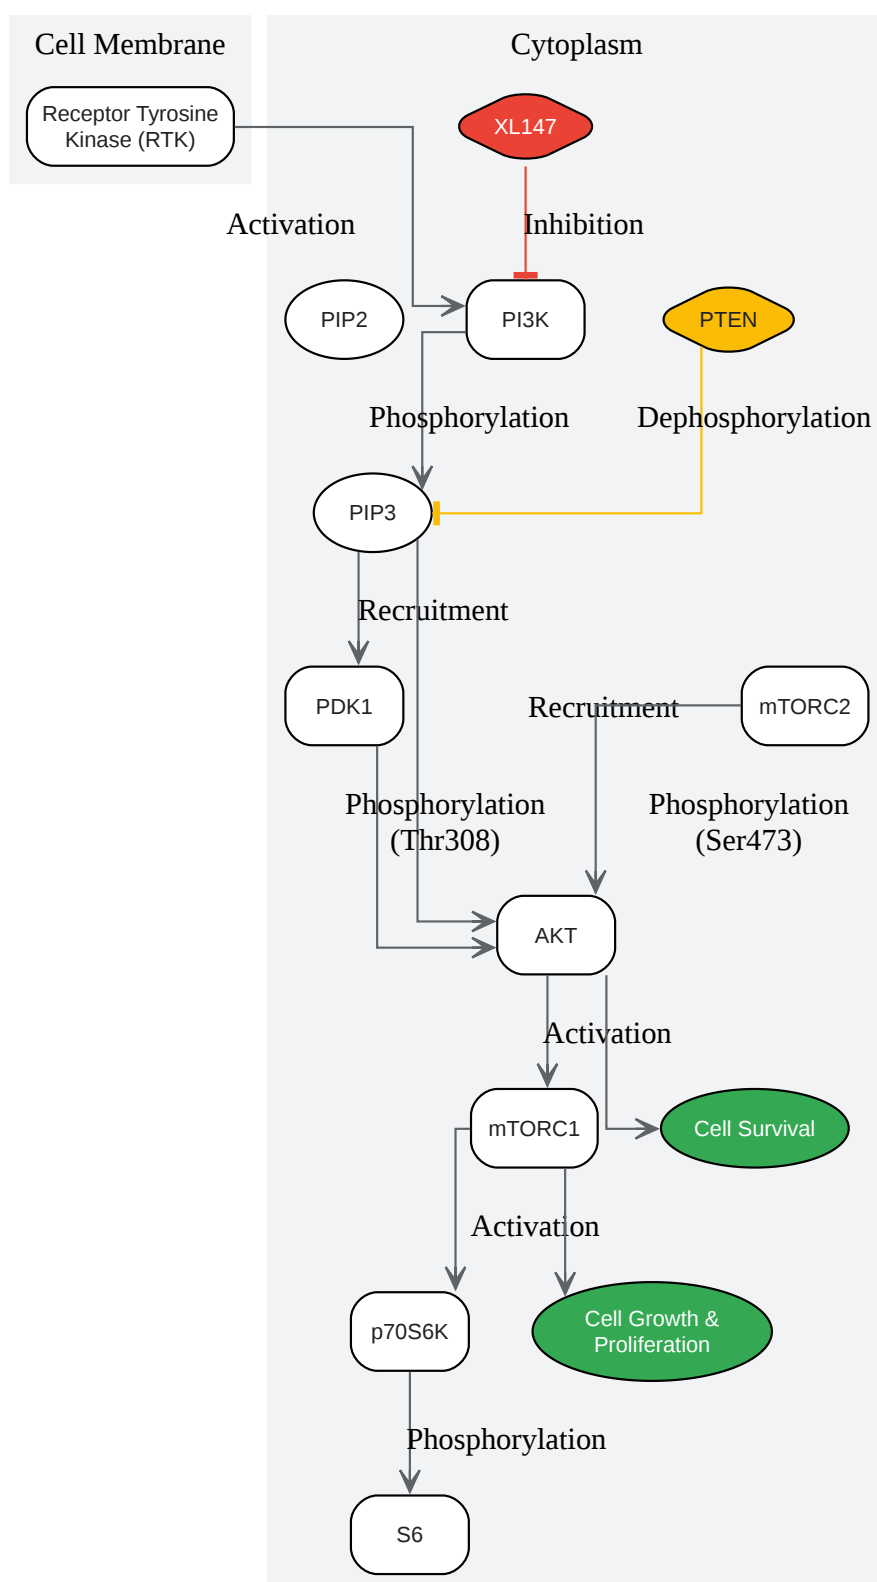 Cell Membrane
Cytoplasm
Receptor Tyrosine
Kinase (RTK)
XL147
Activation
Inhibition
PIP2
PI3K
PTEN
Phosphorylation
Dephosphorylation
PIP3
Recruitment
PDK1
Recruitment
mTORC2
Phosphorylation
(Thr308)
Phosphorylation
(Ser473)
AKT
Activation
mTORC1
Cell Survival
Activation
p70S6K
Cell Growth &
Proliferation
Phosphorylation
S6